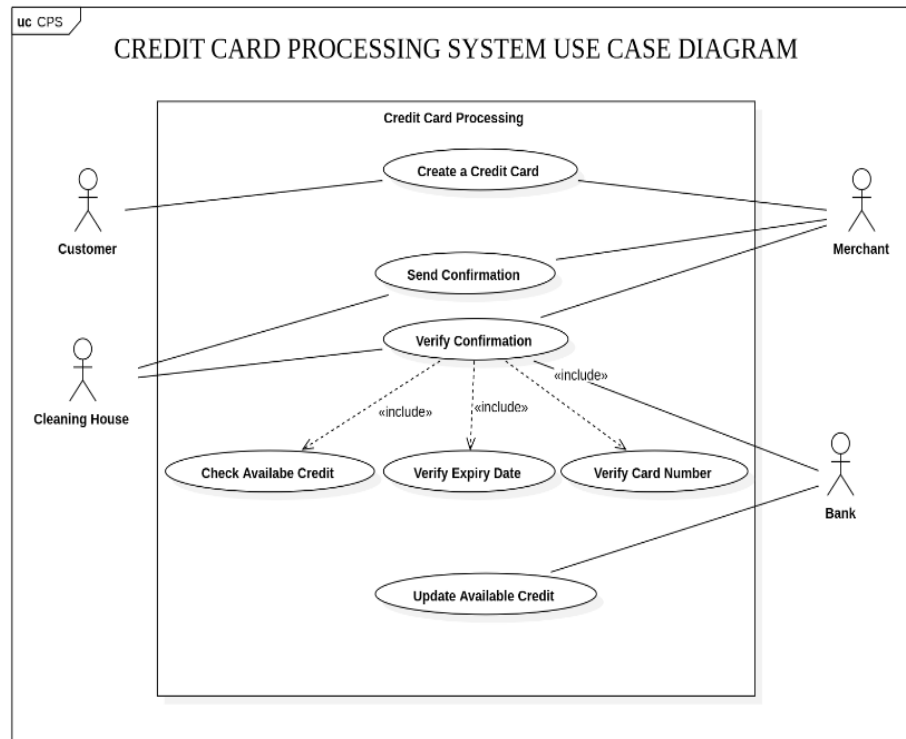 uc CPS
CREDIT CARD PROCESSING SYSTEM USE CASE DIAGRAM
Credit Card Processing
Create a Credit Card
Customer
Merchant
Send Confirmation
Verify Confirmation
«include»
«include»
«include»
Cleaning House
Check Availabe Credit
Verify Expiry Date
Verify Card Number
Bank
Update Available Credit